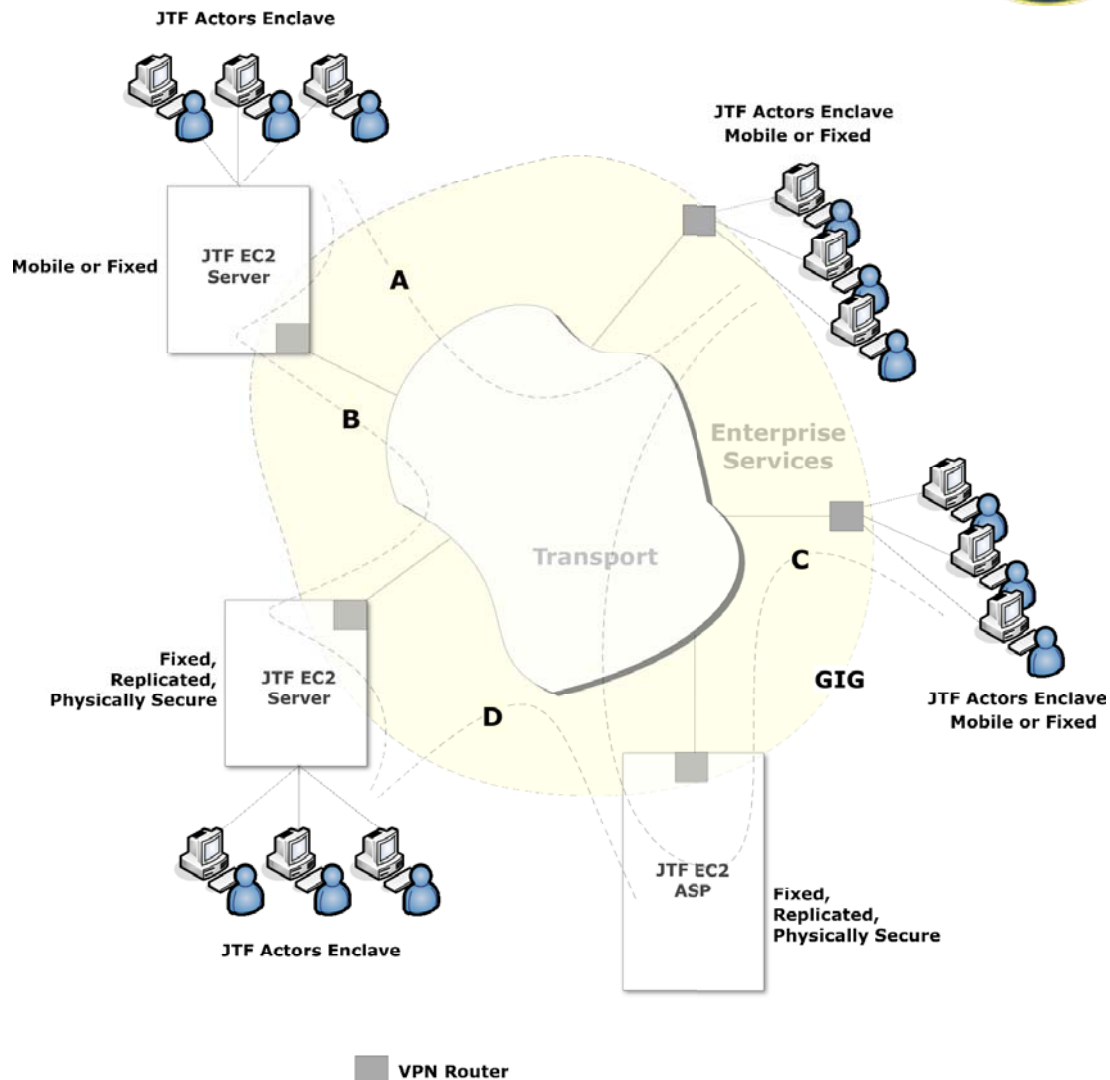 JTF Actors Enclave
JTF Actors Enclave
Mobile or Fixed
Mobile or Fixed
JTF EC2
Server
A
B
Enterprise
Services
Transport
C
GIG
Fixed,
Replicated,
Physically Secure
JTF EC2
Server
D
JTF Actors Enclave
Mobile or Fixed
JTF EC2
ASP
Fixed,
Replicated,
Physically Secure
JTF Actors Enclave
VPN Router